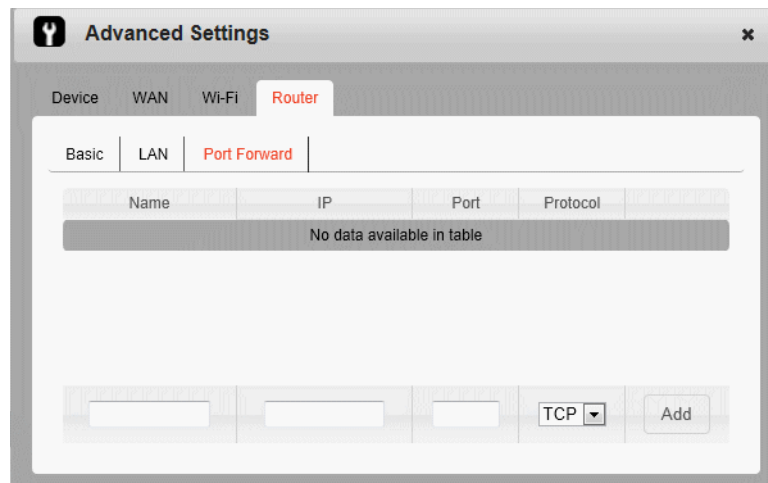 Advanced Settings
Device WAN Wi-Fi Router
Basic LAN Port Forward
Name IP Port Protocol
No data available in table
TCP Add